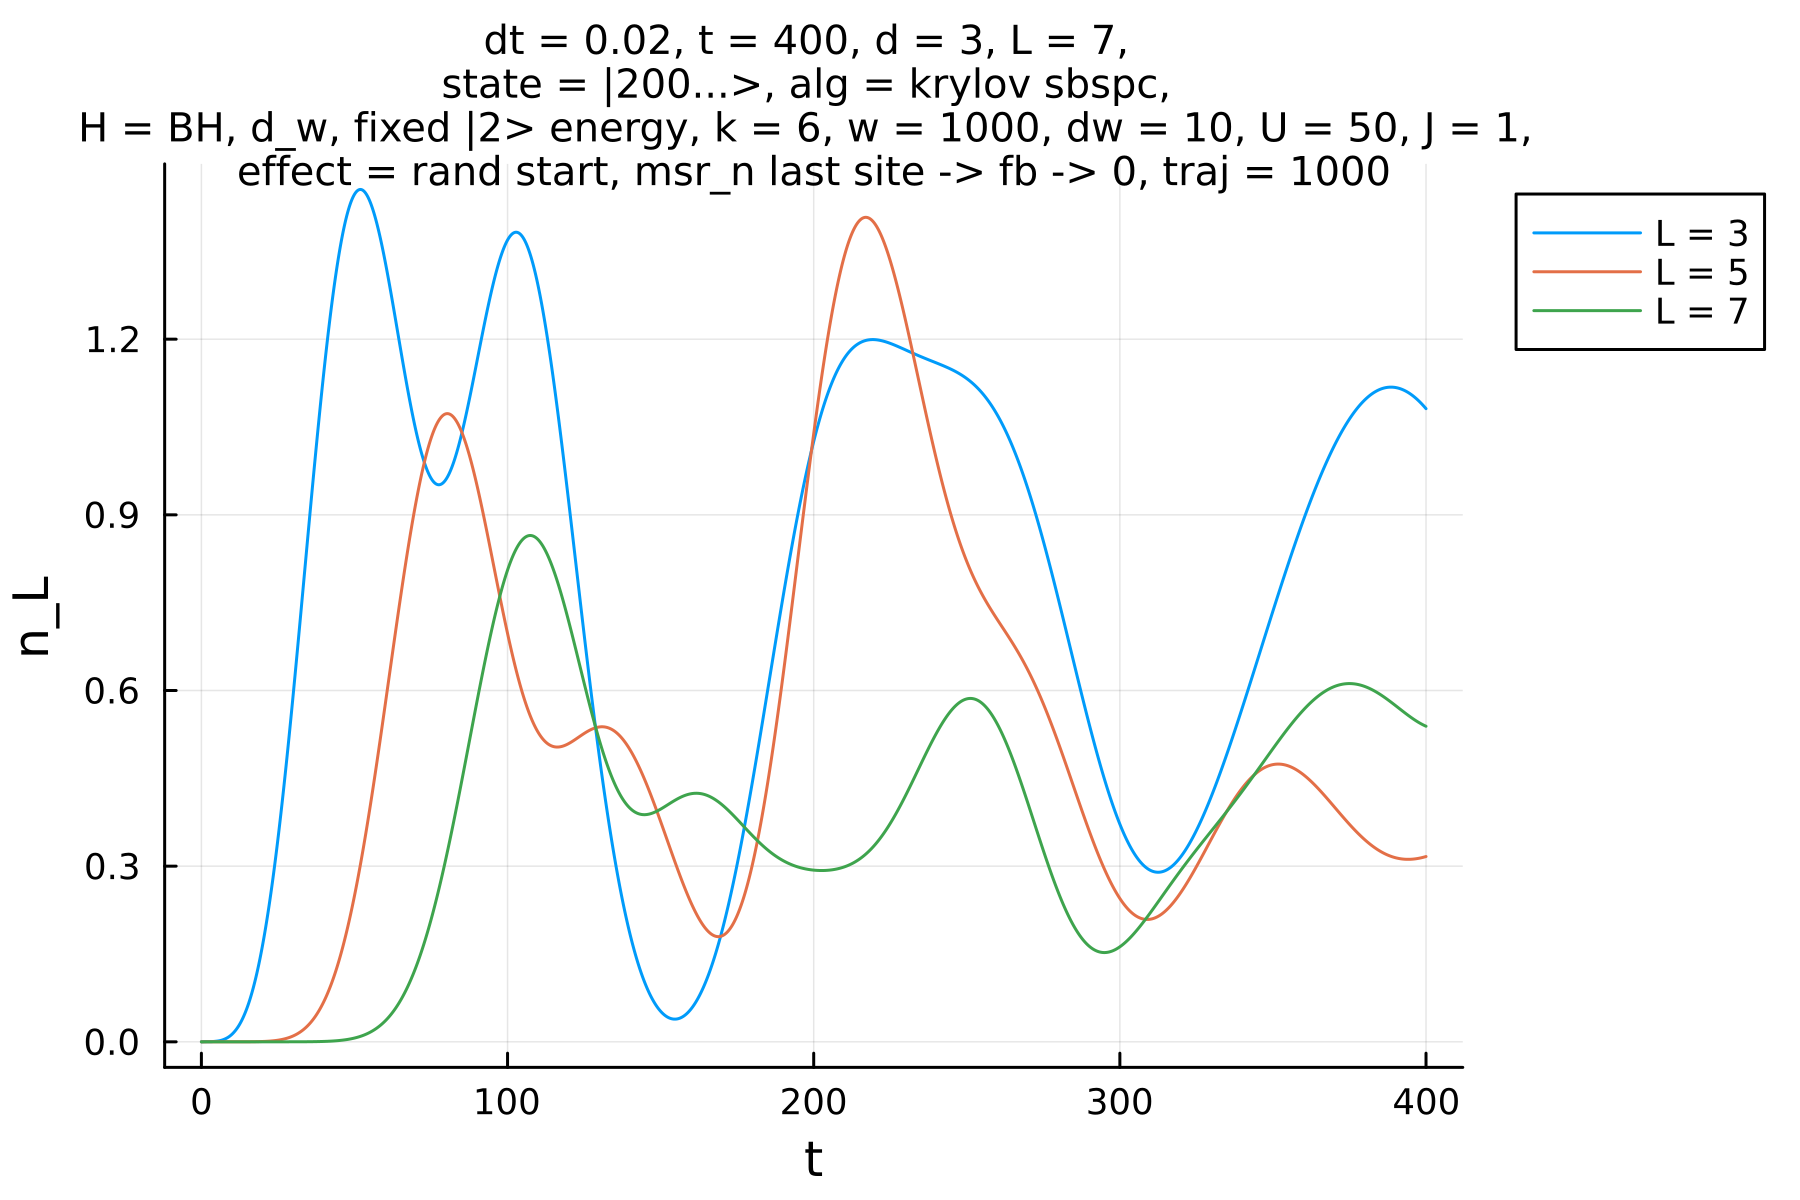 dt = 0.02, t = 400, d = 3, L = 7,
state = |200...>, alg = krylov sbspc,
H = BH, d_w, fixed |2> energy, k = 6, w = 1000, dw = 10, U = 50, J = 1,
effect = rand start, msr_n last site -> fb -> 0, traj = 1000
L = 3
L = 5
L = 7
1.2
0.9
0.6
0.3
0.0
n_L
0 100 200 300 400
t